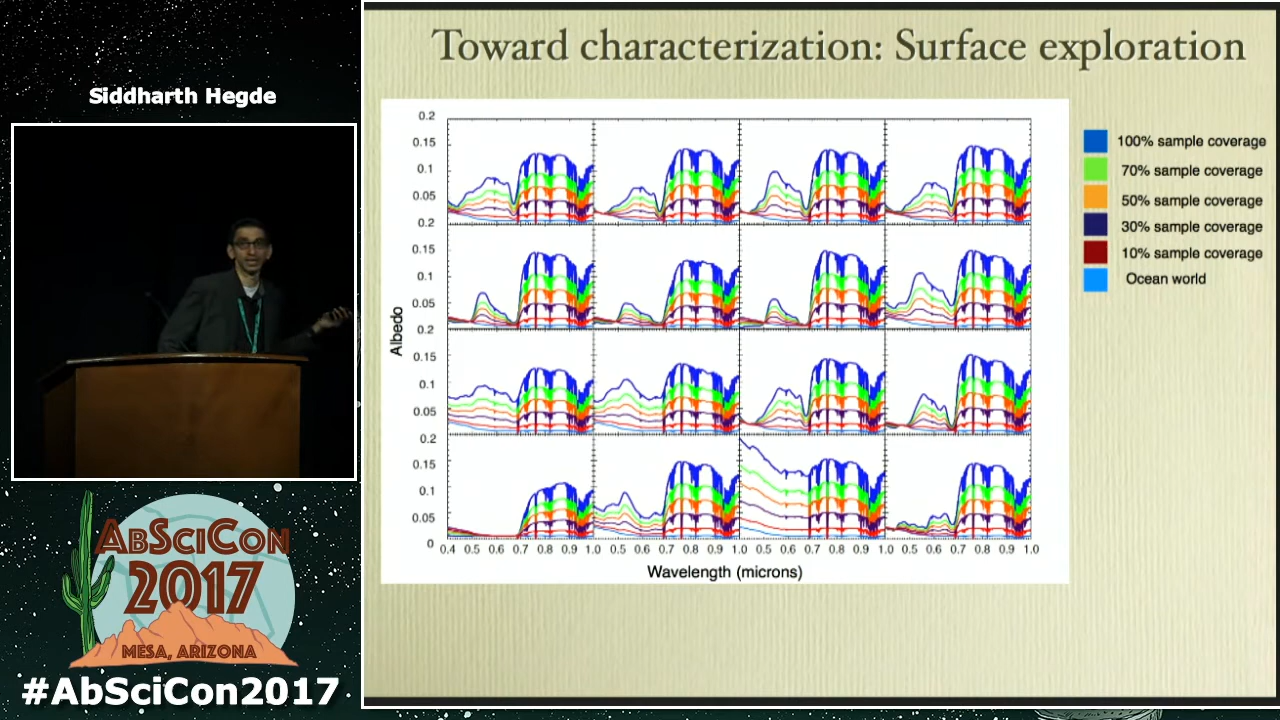 Siddharth Hegde
Toward characterization: Surface exploration
0.2
0.15
0.1
0.05
0.2
0.15
0.1
0.05
0.2
0.15
0.1
0.05
0.2
0.15
0.1
0.05
0
Albedo
0.4 0.5 0.6 0.7 0.8 0.9 1.0 0.5 0.6 0.7 0.8 0.9 1.0 0.5 0.6 0.7 0.8 0.9 1.0 0.5 0.6 0.7 0.8 0.9 1.0
Wavelength (microns)
100% sample coverage
70% sample coverage
50% sample coverage
30% sample coverage
10% sample coverage
Ocean world
ABSCICON
2017
MESA, ARIZONA
#AbSciCon2017